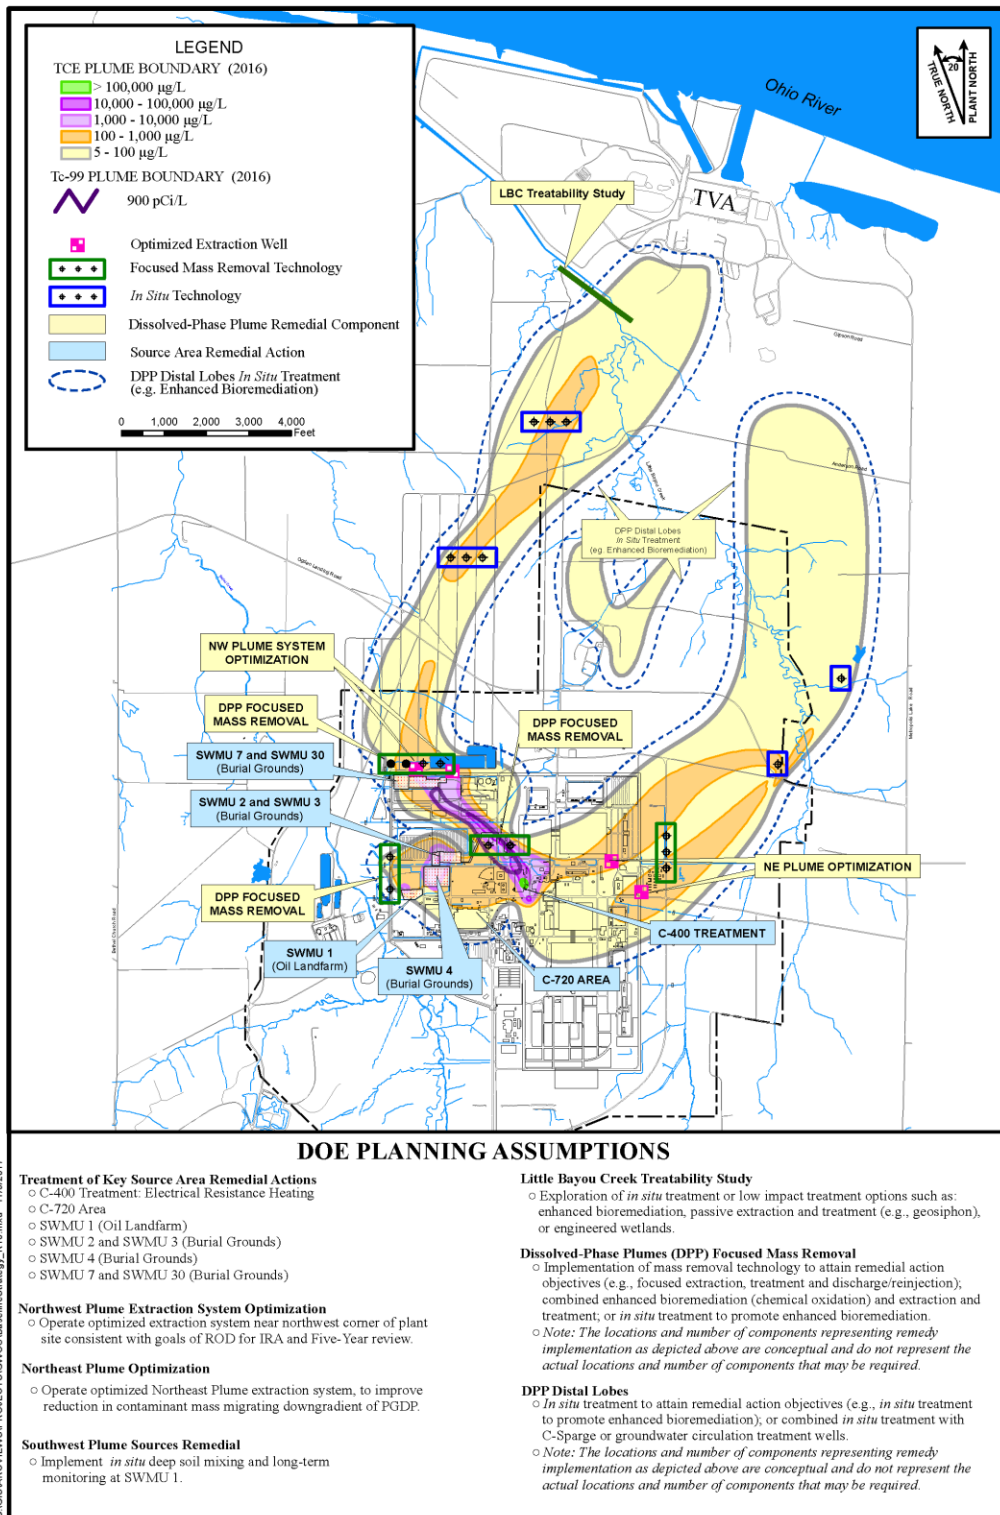 LEGEND
TCE PLUME BOUNDARY (2016)
> 100,000 µg/L
10,000 - 100,000 µg/L
1,000 - 10,000 µg/L
100 - 1,000 µg/L
5 - 100 µg/L
Tc-99 PLUME BOUNDARY (2016)
900 pCi/L
Optimized Extraction Well
Focused Mass Removal Technology
In Situ Technology
Dissolved-Phase Plume Remedial Component
Source Area Remedial Action
DPP Distal Lobes In Situ Treatment
(e.g. Enhanced Bioremediation)
0 1,000 2,000 3,000 4,000
Feet
TRUE NORTH
20
PLANT NORTH
Ohio River
TVA
LBC Treatability Study
Ogden Landing Road
Anderson Road
Metropolis Lake Road
Bethel Church Road
DPP Distal Lobes
In Situ Treatment
(eg. Enhanced Bioremediation)
NW PLUME SYSTEM
OPTIMIZATION
DPP FOCUSED
MASS REMOVAL
DPP FOCUSED
MASS REMOVAL
SWMU 7 and SWMU 30
(Burial Grounds)
SWMU 2 and SWMU 3
(Burial Grounds)
NE PLUME OPTIMIZATION
DPP FOCUSED
MASS REMOVAL
C-400 TREATMENT
SWMU 1
(Oil Landfarm)
SWMU 4
(Burial Grounds)
C-720 AREA
DOE PLANNING ASSUMPTIONS
Treatment of Key Source Area Remedial Actions
○ C-400 Treatment: Electrical Resistance Heating
○ C-720 Area
○ SWMU 1 (Oil Landfarm)
○ SWMU 2 and SWMU 3 (Burial Grounds)
○ SWMU 4 (Burial Grounds)
○ SWMU 7 and SWMU 30 (Burial Grounds)
Northwest Plume Extraction System Optimization
○ Operate optimized extraction system near northwest corner of plant
site consistent with goals of ROD for IRA and Five-Year review.
Northeast Plume Optimization
○ Operate optimized Northeast Plume extraction system, to improve
reduction in contaminant mass migrating downgradient of PGDP.
Southwest Plume Sources Remedial
○ Implement in situ deep soil mixing and long-term
monitoring at SWMU 1.
Little Bayou Creek Treatability Study
○ Exploration of in situ treatment or low impact treatment options such as:
enhanced bioremediation, passive extraction and treatment (e.g., geosiphon),
or engineered wetlands.
Dissolved-Phase Plumes (DPP) Focused Mass Removal
○ Implementation of mass removal technology to attain remedial action
objectives (e.g., focused extraction, treatment and discharge/reinjection);
combined enhanced bioremediation (chemical oxidation) and extraction and
treatment; or in situ treatment to promote enhanced bioremediation.
○ Note: The locations and number of components representing remedy
implementation as depicted above are conceptual and do not represent the
actual locations and number of components that may be required.
DPP Distal Lobes
○ In situ treatment to attain remedial action objectives (e.g., in situ treatment
to promote enhanced bioremediation); or combined in situ treatment with
C-Sparge or groundwater circulation treatment wells.
○ Note: The locations and number of components representing remedy
implementation as depicted above are conceptual and do not represent the
actual locations and number of components that may be required.